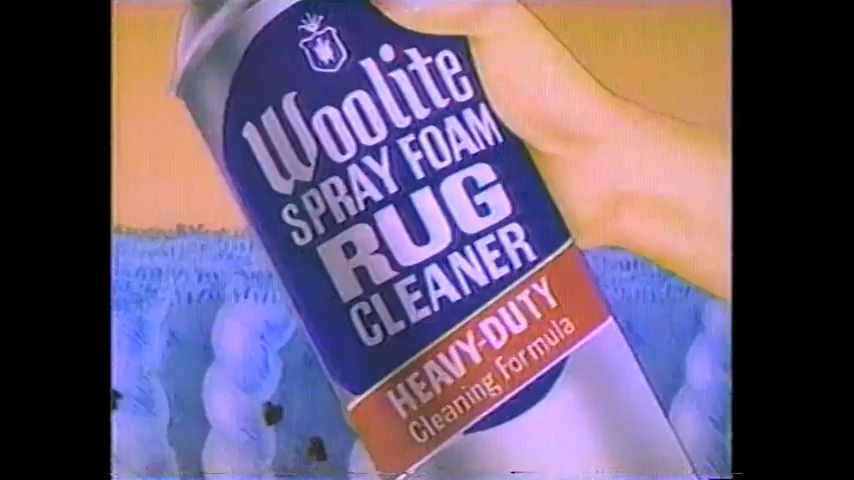 Woolite
SPRAY FOAM
RUG
CLEANER
HEAVY-DUTY
Cleaning Formula